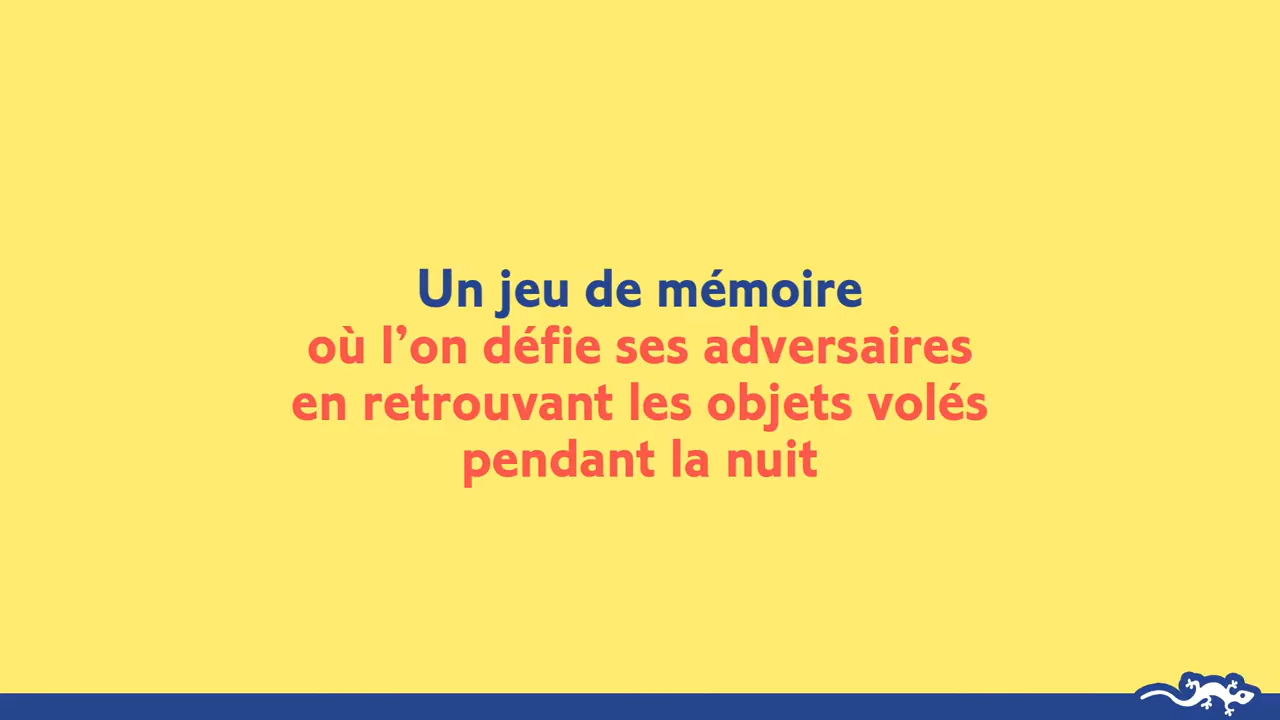 Un jeu de mémoire
où l’on défie ses adversaires
en retrouvant les objets volés
pendant la nuit